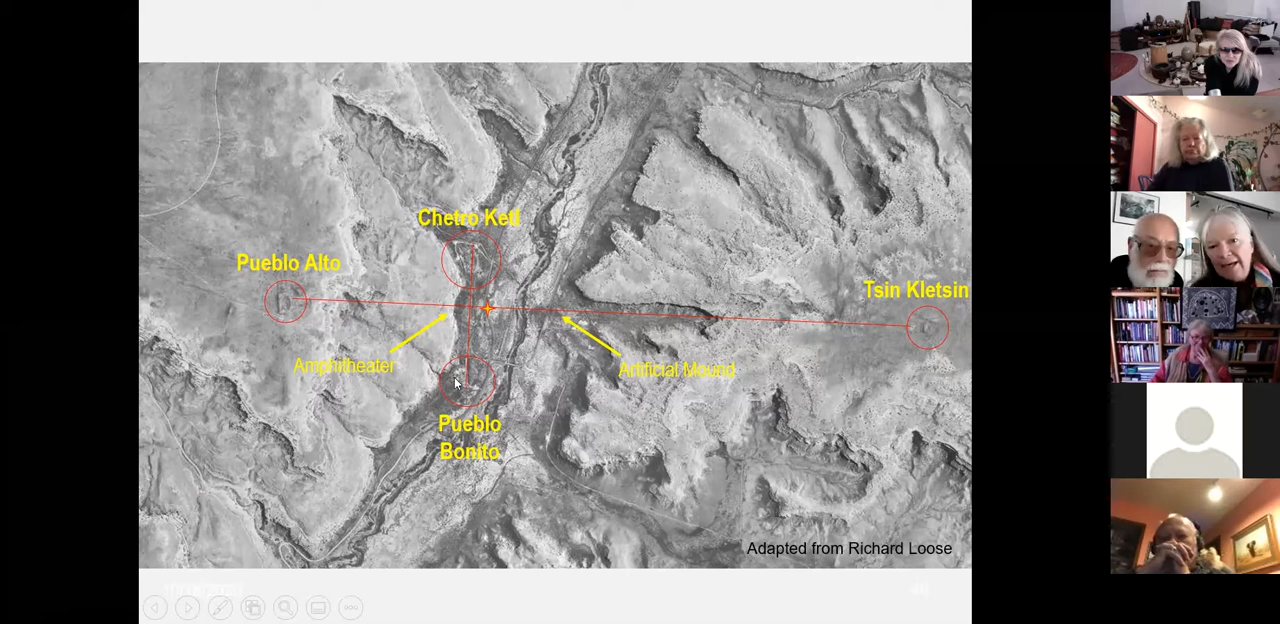 Chetro Ketl
Pueblo Alto
Tsin Kletsin
Amphitheater
Artificial Mound
Pueblo
Bonito
Adapted from Richard Loose